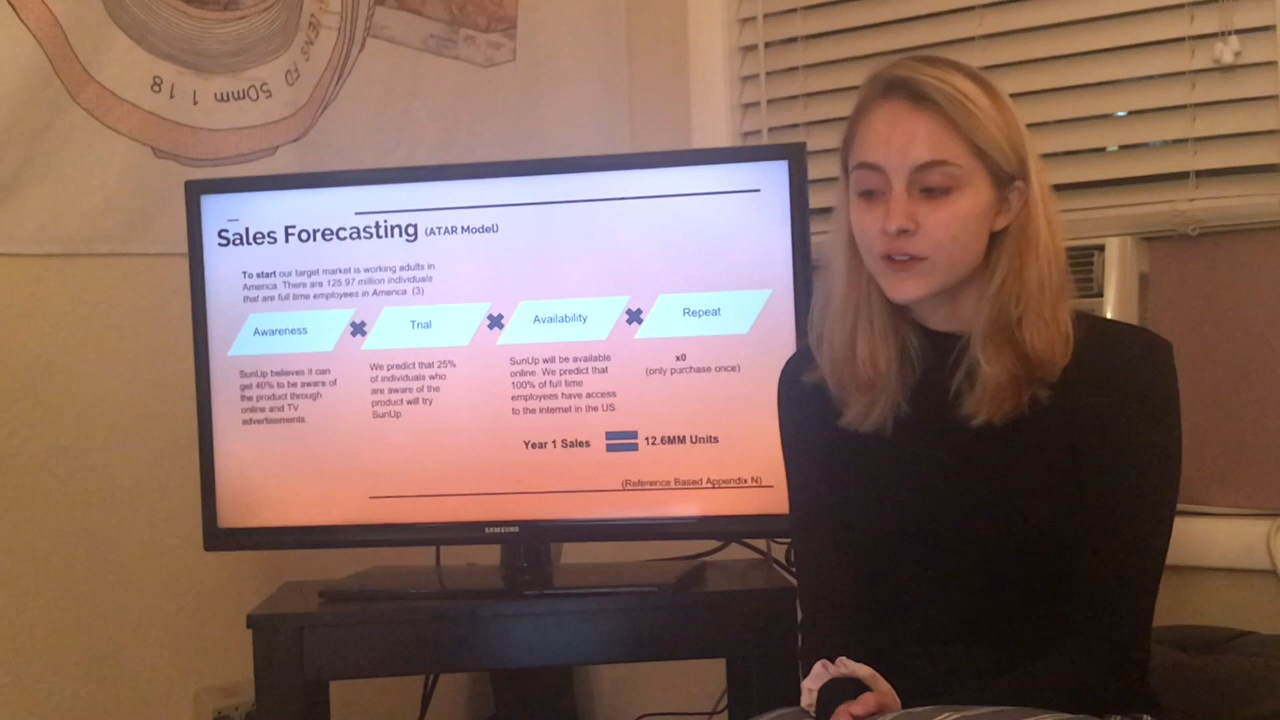 LENS FD 50mm 1 18
Sales Forecasting (ATAR Model)
To start our target market is working adults in
America. There are 125.97 million individuals
that are full time employees in America (3)
Awareness
Trial
Availability
Repeat
SunUp believes it can
get 40% to be aware of
the product through
online and TV
advertisements.
We predict that 25%
of individuals who
are aware of the
product will try
SunUp.
SunUp will be available
online. We predict that
100% of full time
employees have access
to the internet in the US.
x0
(only purchase once)
Year 1 Sales
12.6MM Units
(Reference Based Appendix N)
SAMSUNG